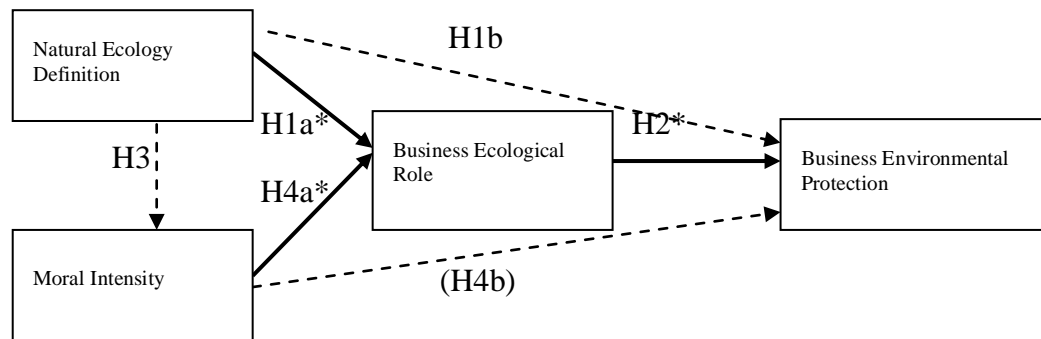 Natural Ecology
Definition
H1b
H1a*
H3
Business Ecological
Role
H2*
Business Environmental
Protection
H4a*
Moral Intensity
(H4b)